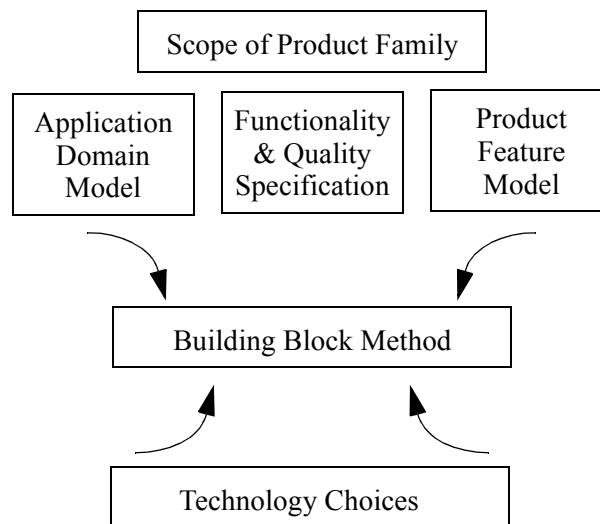 Scope of Product Family
Application
Domain
Model
Functionality
& Quality
Specification
Product
Feature
Model
Building Block Method
Technology Choices